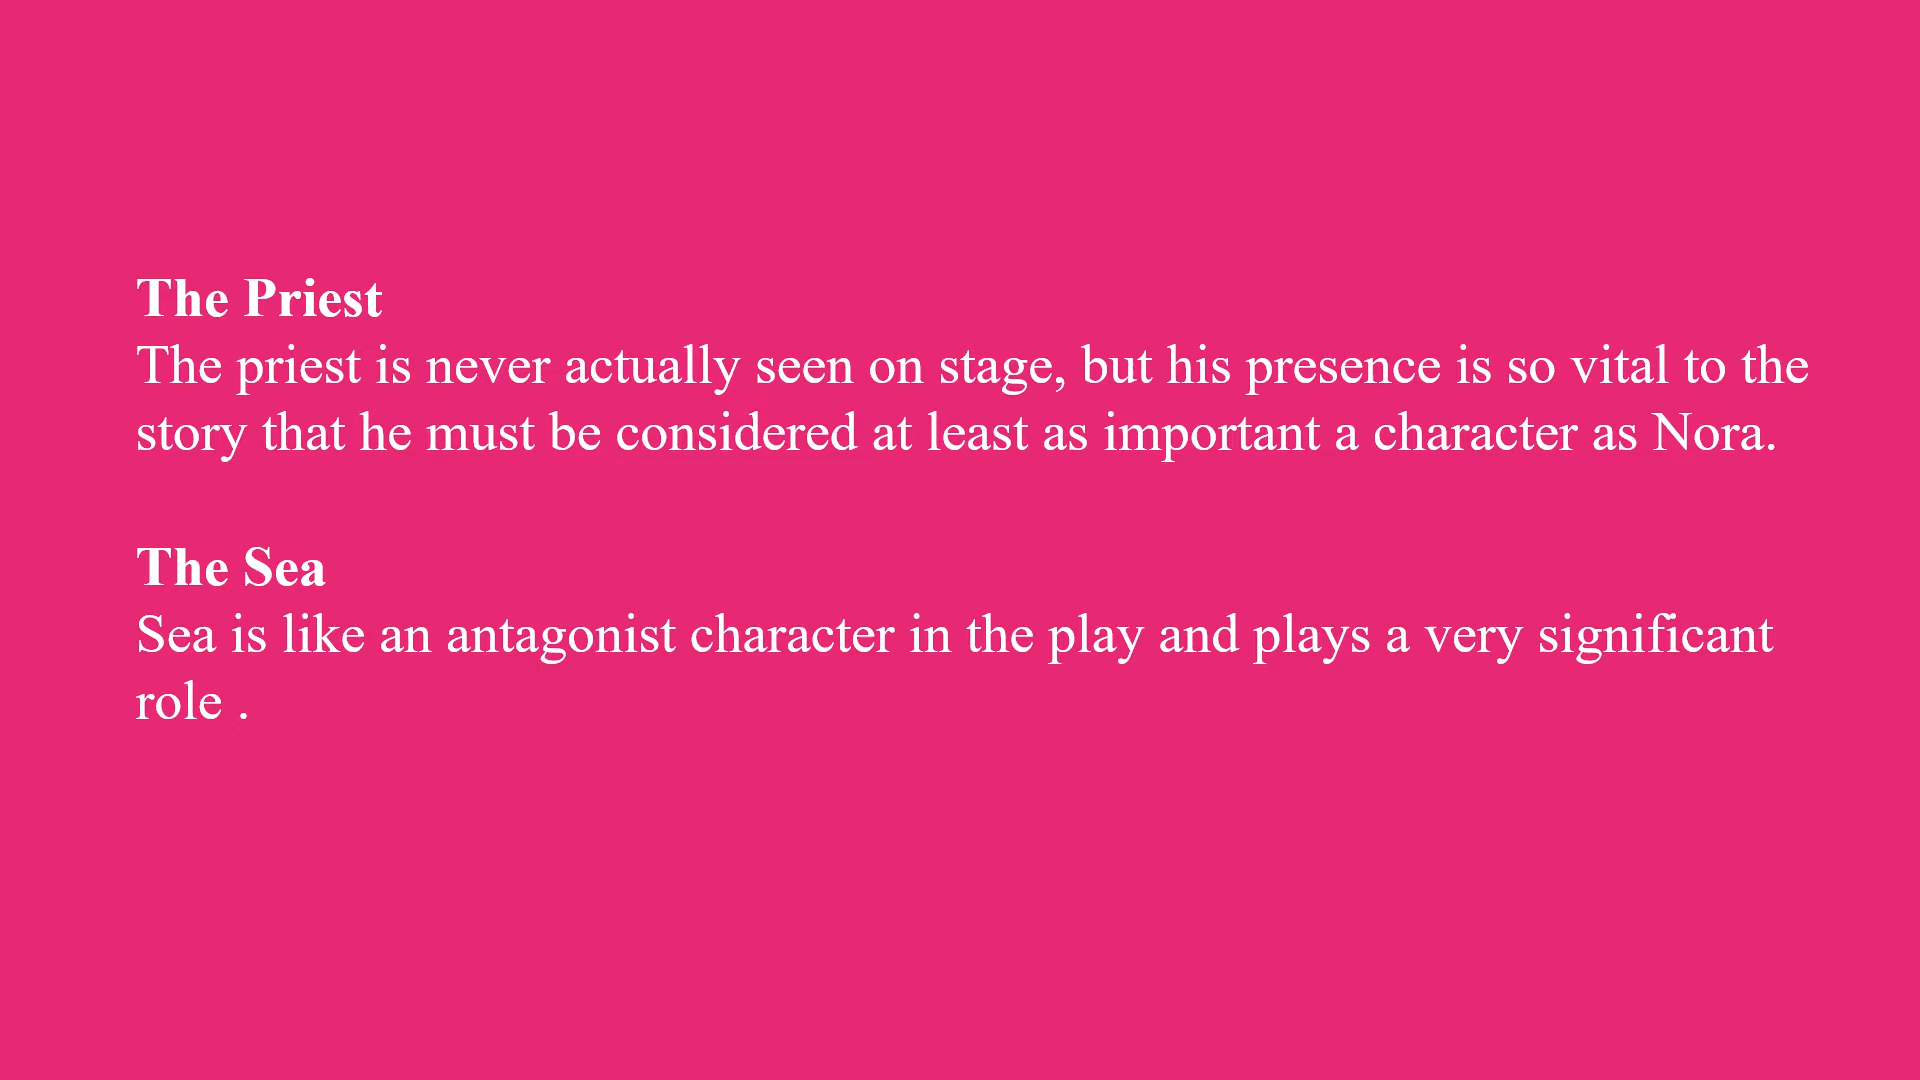 The Priest
The priest is never actually seen on stage, but his presence is so vital to the
story that he must be considered at least as important a character as Nora.
The Sea
Sea is like an antagonist character in the play and plays a very significant
role .